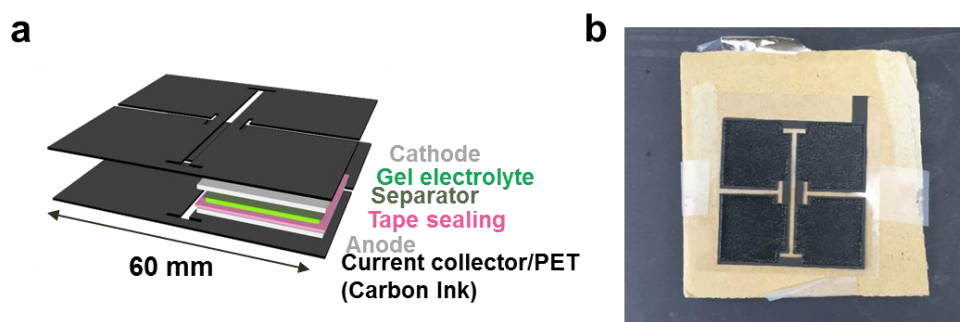 a
b
Cathode
Gel electrolyte
Separator
Tape sealing
Anode
Current collector/PET
(Carbon Ink)
60 mm